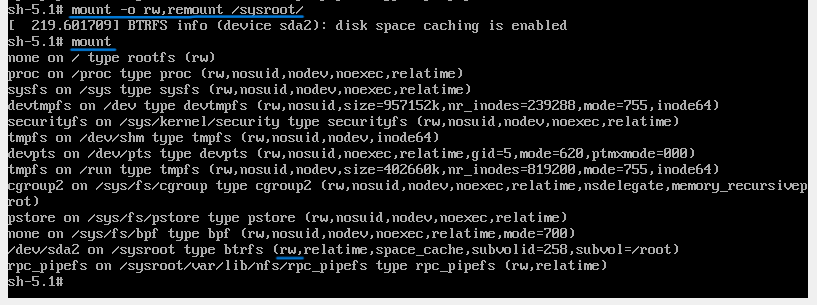 sh-5.1# mount -o rw,remount /sysroot/
[  219.601709] BTRFS info (device sda2): disk space caching is enabled
sh-5.1# mount
none on / type rootfs (rw)
proc on /proc type proc (rw,nosuid,nodev,noexec,relatime)
sysfs on /sys type sysfs (rw,nosuid,nodev,noexec,relatime)
devtmpfs on /dev type devtmpfs (rw,nosuid,size=957152k,nr_inodes=239288,mode=755,inode64)
securityfs on /sys/kernel/security type securityfs (rw,nosuid,nodev,noexec,relatime)
tmpfs on /dev/shm type tmpfs (rw,nosuid,nodev,inode64)
devpts on /dev/pts type devpts (rw,nosuid,noexec,relatime,gid=5,mode=620,ptmxmode=000)
tmpfs on /run type tmpfs (rw,nosuid,nodev,size=402660k,nr_inodes=819200,mode=755,inode64)
cgroup2 on /sys/fs/cgroup type cgroup2 (rw,nosuid,nodev,noexec,relatime,nsdelegate,memory_recursivep
rot)
pstore on /sys/fs/pstore type pstore (rw,nosuid,nodev,noexec,relatime)
none on /sys/fs/bpf type bpf (rw,nosuid,nodev,noexec,relatime,mode=700)
/dev/sda2 on /sysroot type btrfs (rw,relatime,space_cache,subvolid=258,subvol=/root)
rpc_pipefs on /sysroot/var/lib/nfs/rpc_pipefs type rpc_pipefs (rw,relatime)
sh-5.1#